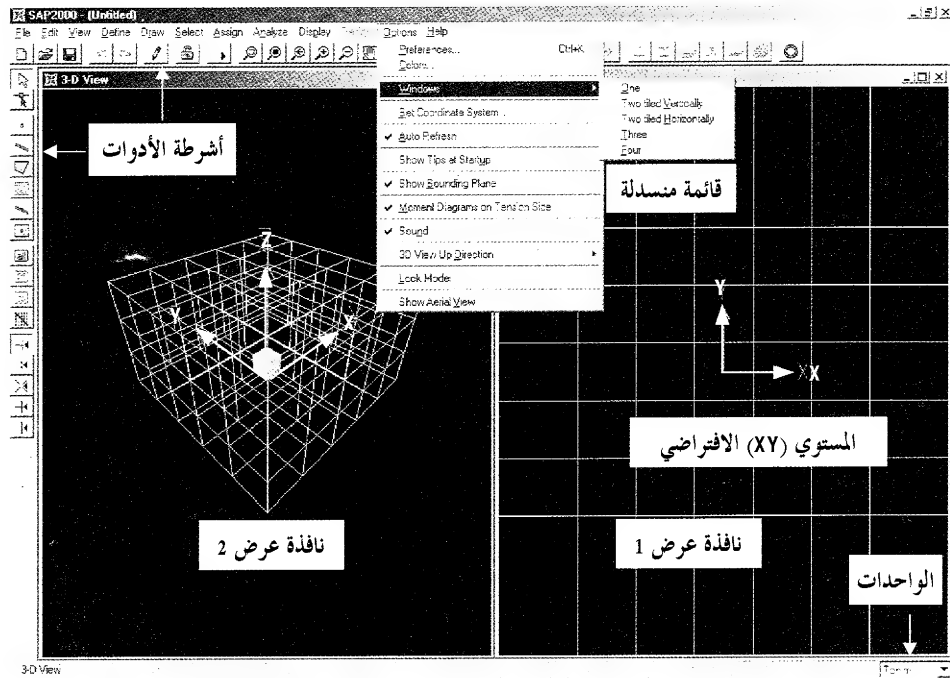 SAP2000 - (Untitled)
File Edit View Define Draw Select Assign Analyze Display Options Help
Preferences... Ctrl+K
Colors...
Windows
Set Coordinate System...
Auto Refresh
Show Tips at Startup
Show Bounding Plane
Moment Diagrams on Tension Side
Sound
3D View Up Direction
Lock Model
Show Aerial View
One
Two tiled Vertically
Two tiled Horizontally
Three
Four
3-D View
أشرطة الأدوات
قائمة منسدلة
Z
Y
X
Y
X X
المستوي (XY) الافتراضي
نافذة عرض 2
نافذة عرض 1
الواحدات
3-D View